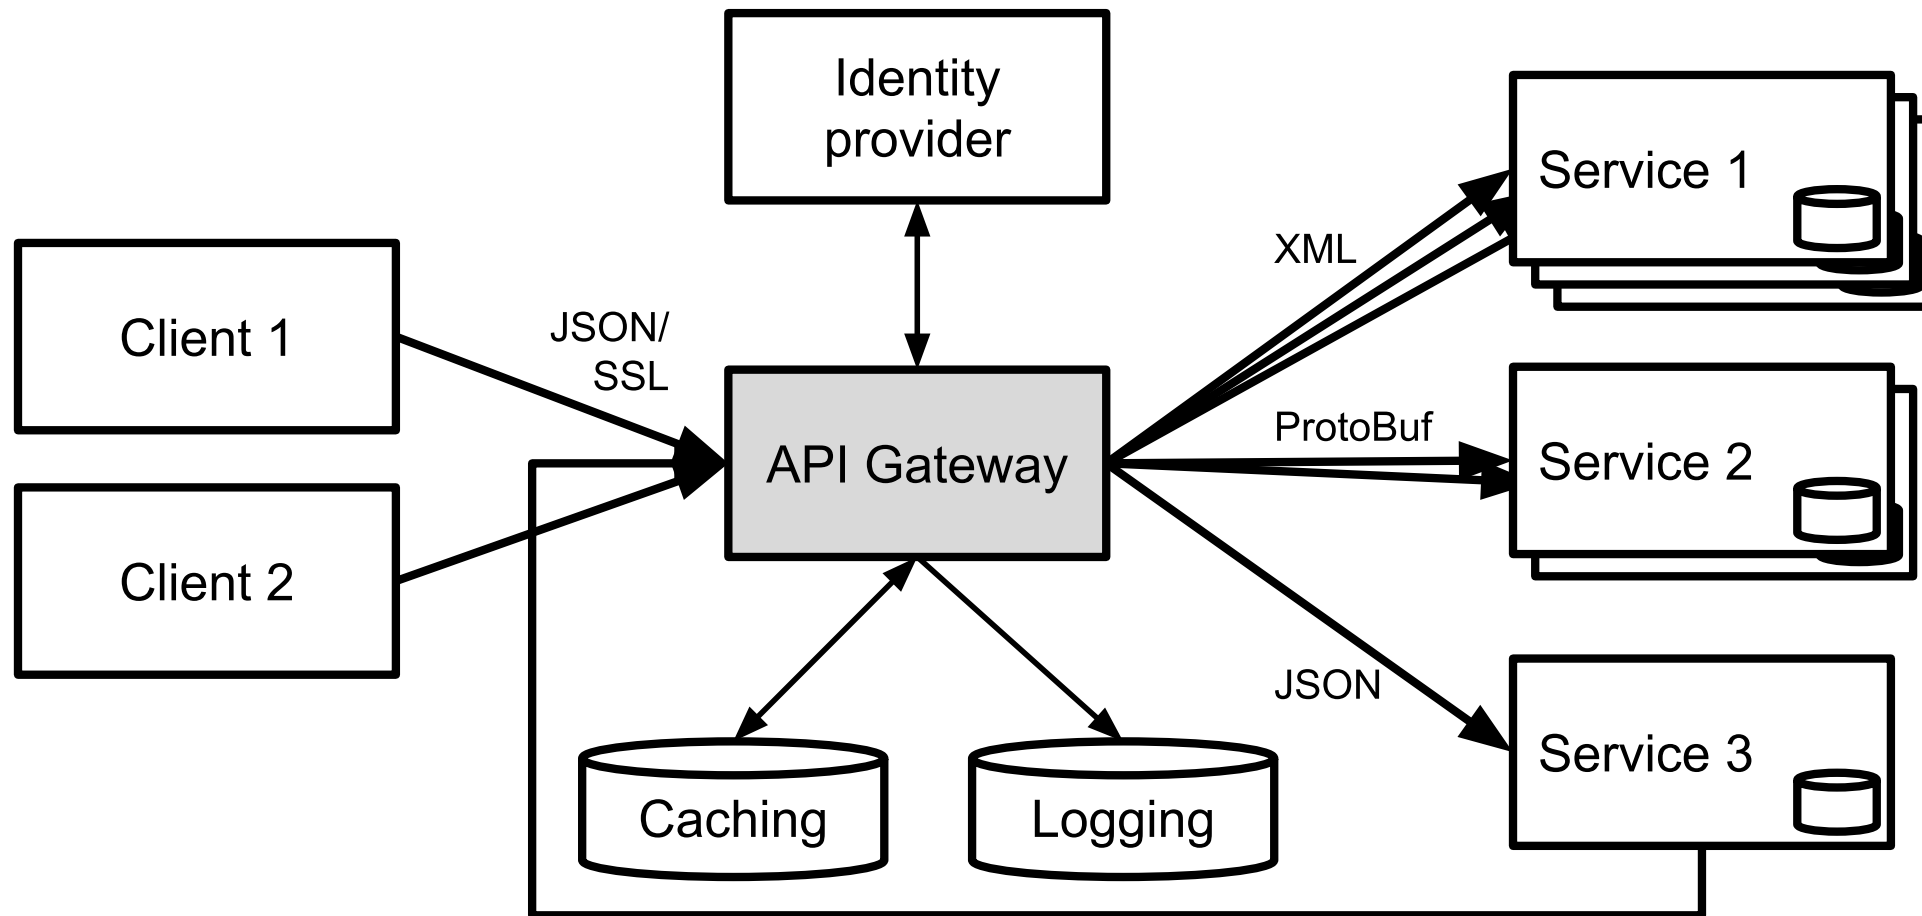 Identity
provider
Client 1
Client 2
JSON/
SSL
API Gateway
Caching
Logging
XML
ProtoBuf
JSON
Service 1
Service 2
Service 3